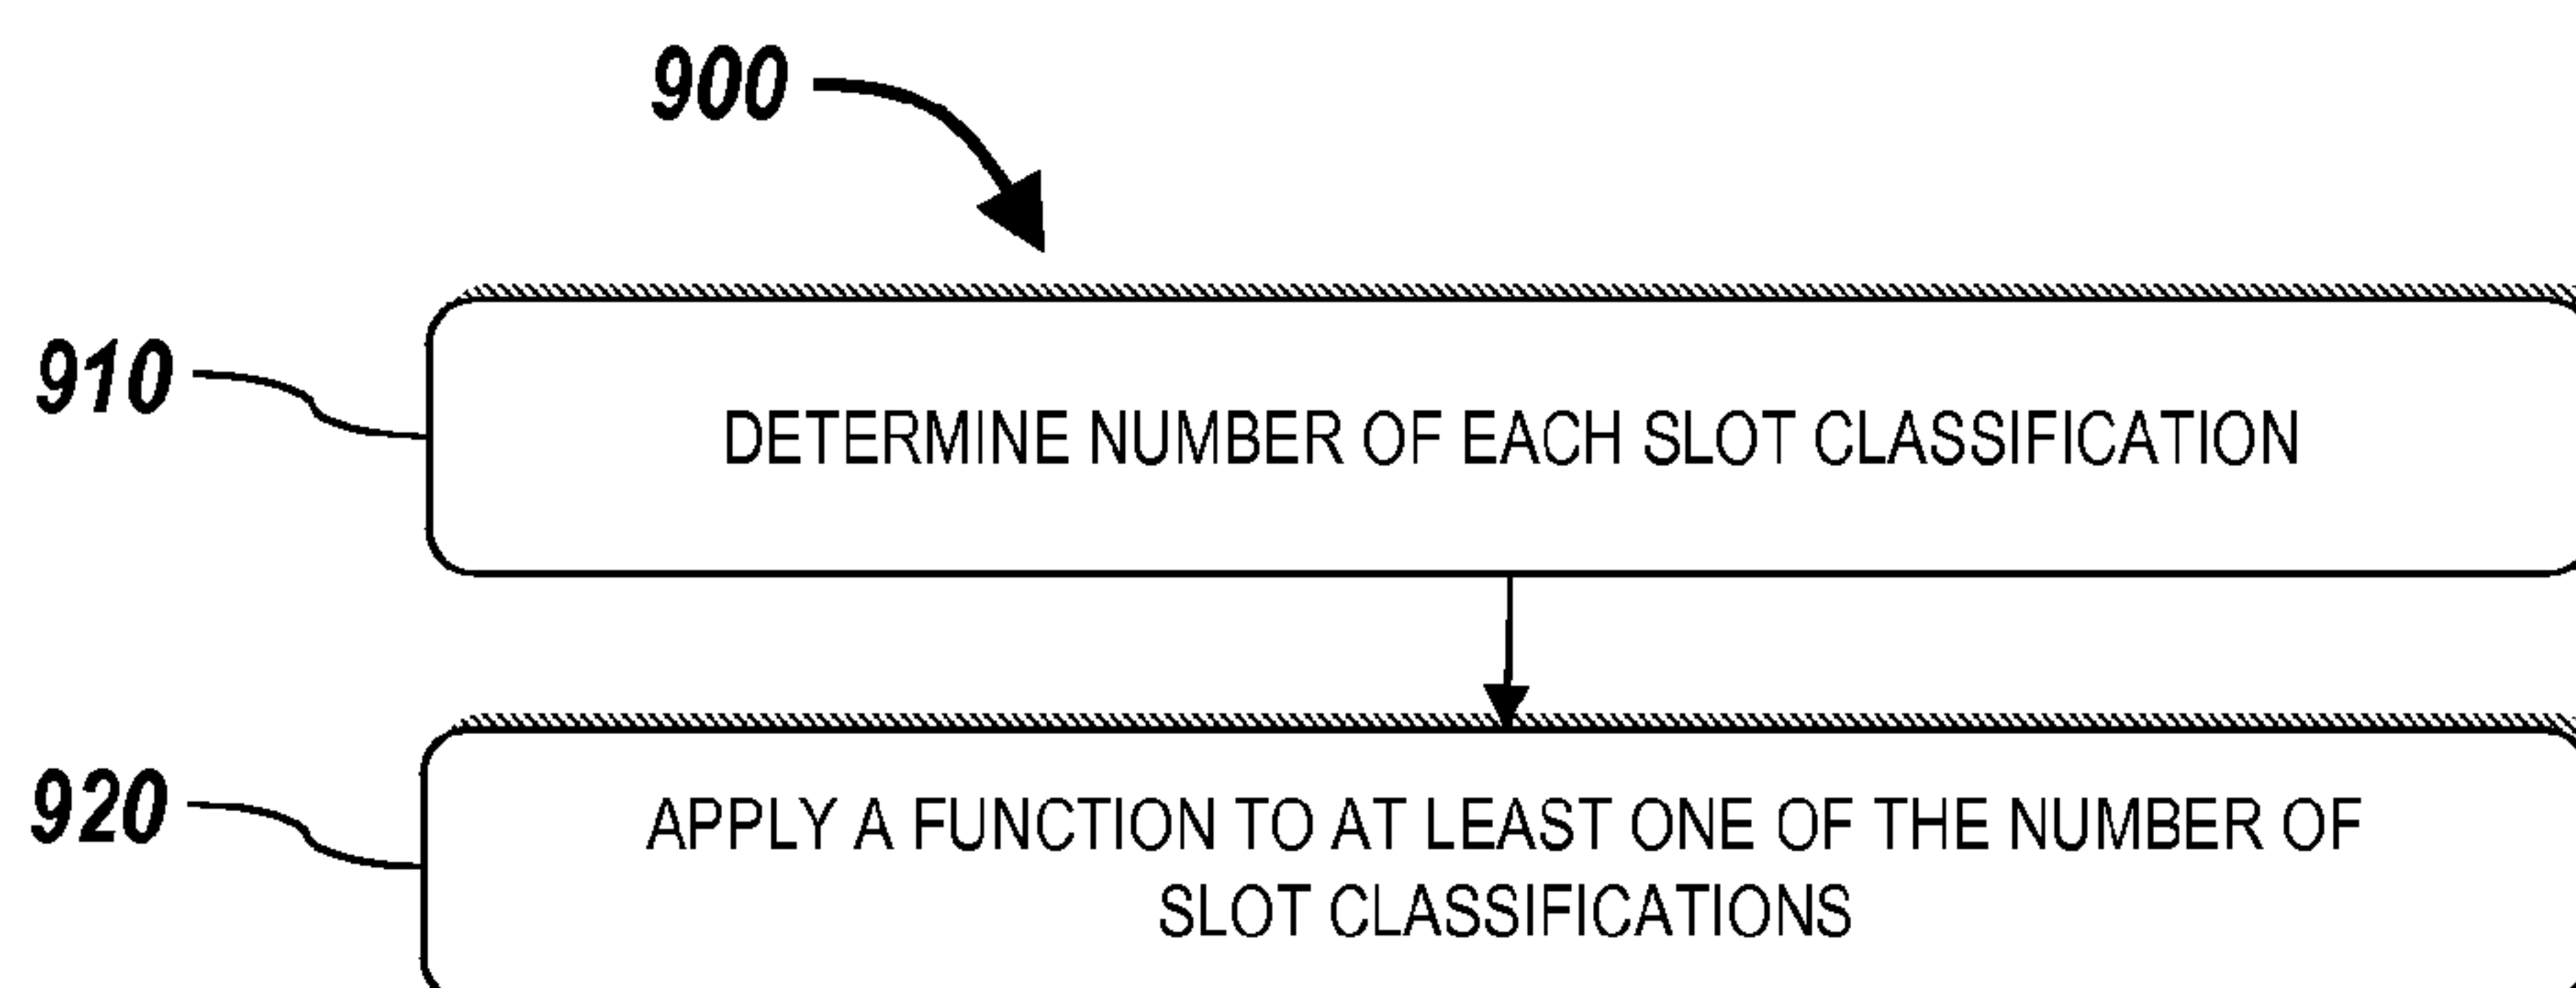 900
910
DETERMINE NUMBER OF EACH SLOT CLASSIFICATION
920
APPLY A FUNCTION TO AT LEAST ONE OF THE NUMBER OF
SLOT CLASSIFICATIONS